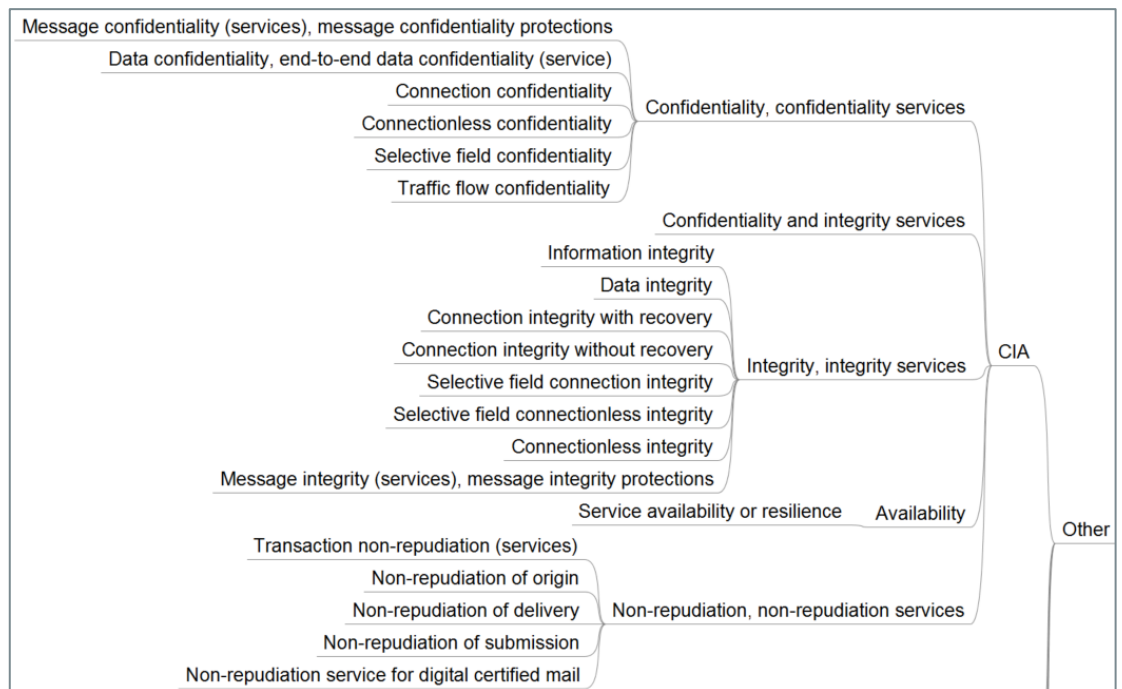 Message confidentiality (services), message confidentiality protections
Data confidentiality, end-to-end data confidentiality (service)
Connection confidentiality
Confidentiality, confidentiality services
Connectionless confidentiality
Selective field confidentiality
Traffic flow confidentiality
Confidentiality and integrity services
Information integrity
Data integrity
Connection integrity with recovery
Connection integrity without recovery
CIA
Integrity, integrity services
Selective field connection integrity
Selective field connectionless integrity
Connectionless integrity
Message integrity (services), message integrity protections
Service availability or resilience
Availability
Other
Transaction non-repudiation (services)
Non-repudiation of origin
Non-repudiation of delivery
Non-repudiation, non-repudiation services
Non-repudiation of submission
Non-repudiation service for digital certified mail